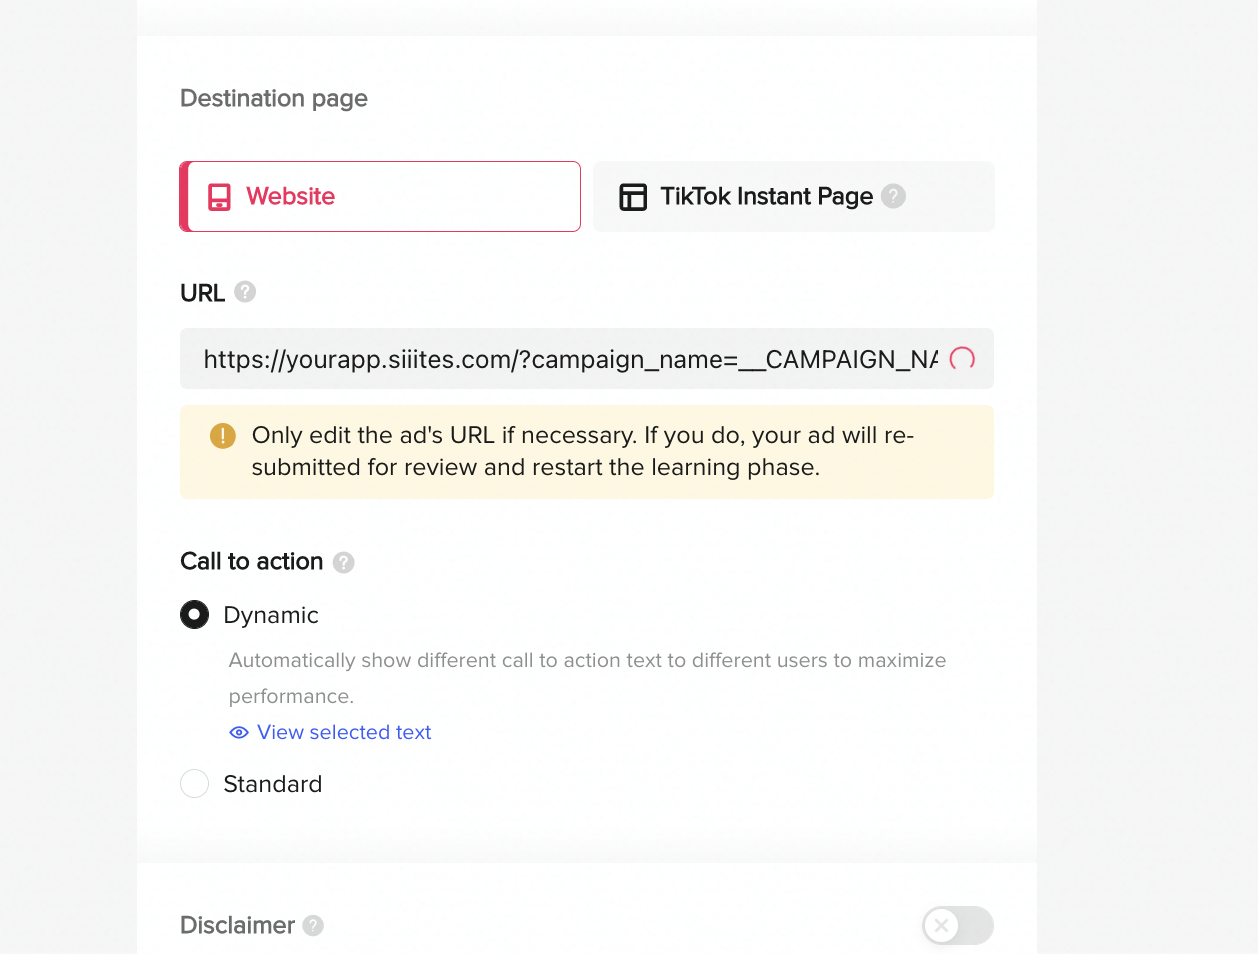 Destination page
Website
TikTok Instant Page
URL
https://yourapp.siiites.com/?campaign_name=__CAMPAIGN_NA
Only edit the ad's URL if necessary. If you do, your ad will re-
submitted for review and restart the learning phase.
Call to action
Dynamic
Automatically show different call to action text to different users to maximize
performance.
View selected text
Standard
Disclaimer